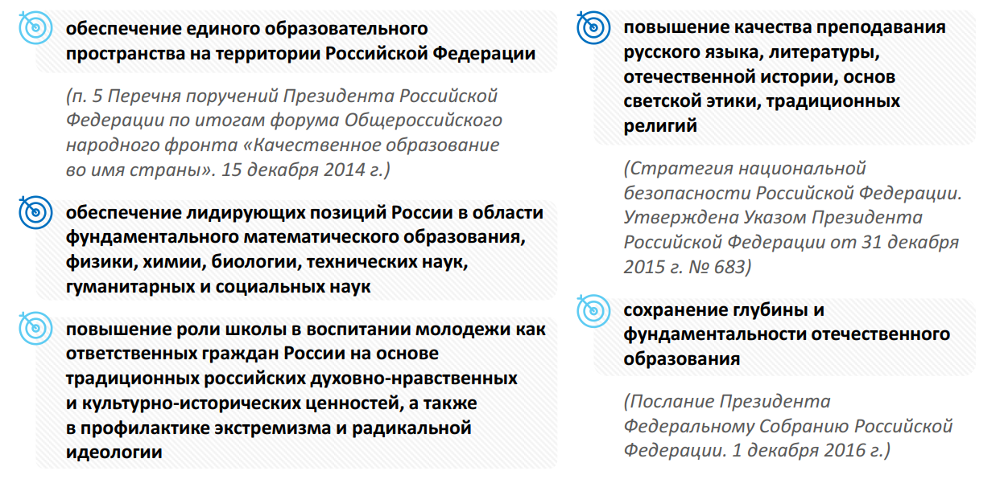 обеспечение единого образовательного
пространства на территории Российской Федерации
(п. 5 Перечня поручений Президента Российской
Федерации по итогам форума Общероссийского
народного фронта «Качественное образование
во имя страны». 15 декабря 2014 г.)
обеспечение лидирующих позиций России в области
фундаментального математического образования,
физики, химии, биологии, технических наук,
гуманитарных и социальных наук
повышение роли школы в воспитании молодежи как
ответственных граждан России на основе
традиционных российских духовно-нравственных
и культурно-исторических ценностей, а также
в профилактике экстремизма и радикальной
идеологии
повышение качества преподавания
русского языка, литературы,
отечественной истории, основ
светской этики, традиционных
религий
(Стратегия национальной
безопасности Российской Федерации.
Утверждена Указом Президента
Российской Федерации от 31 декабря
2015 г. № 683)
сохранение глубины и
фундаментальности отечественного
образования
(Послание Президента
Федеральному Собранию Российской
Федерации. 1 декабря 2016 г.)